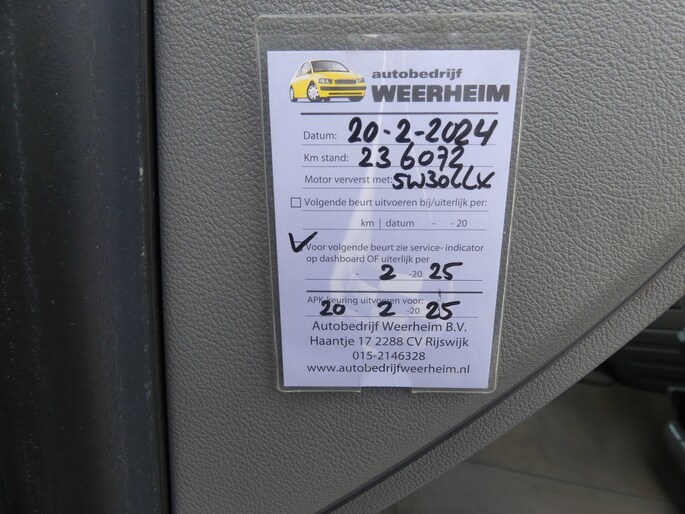 autobedrijf
WEERHEIM
Datum: 20-2-2024
Km stand: 236072
Motor ververst met: 5W30LLX
Volgende beurt uitvoeren bij/uiterlijk per:
km | datum - - 20
Voor volgende beurt zie service- indicator
op dashboard OF uiterlijk per
- 2 -20 25
APK keuring uitvoeren voor:
20 - 2 -20 25
Autobedrijf Weerheim B.V.
Haantje 17 2288 CV Rijswijk
015-2146328
www.autobedrijfweerheim.nl